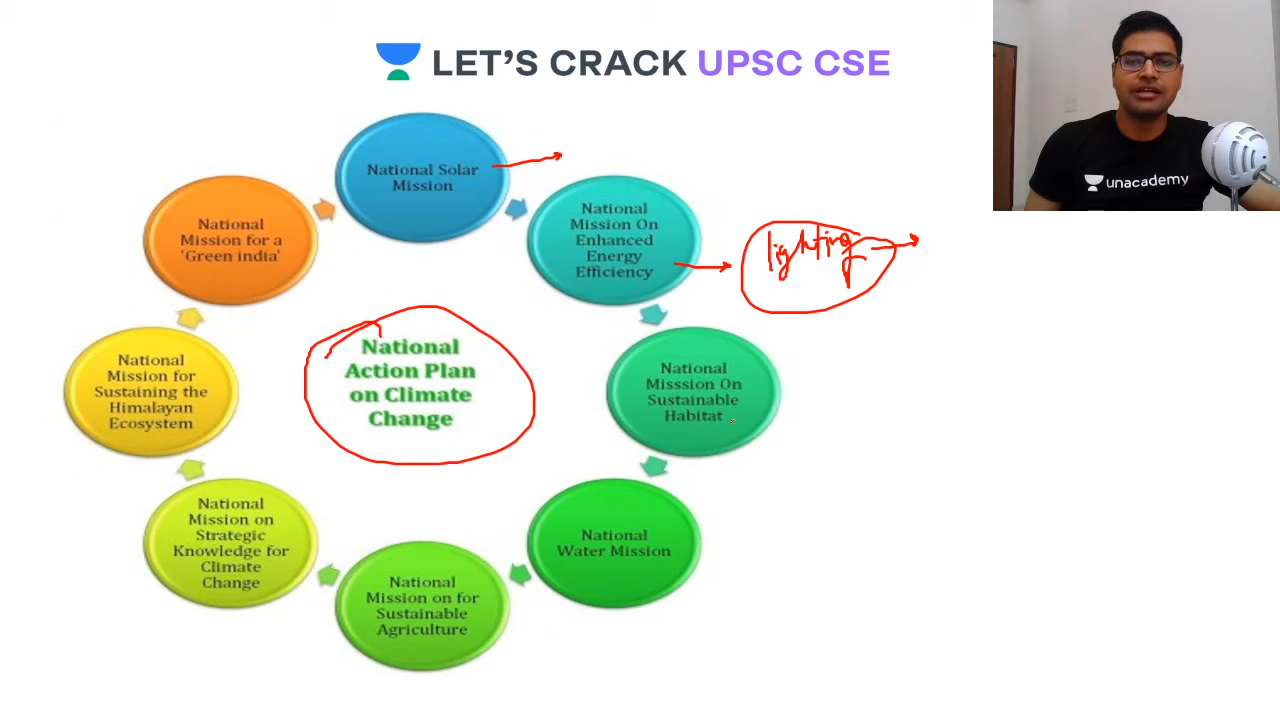 LET'S CRACK UPSC CSE
unacademy
National Solar
Mission
National
Mission On
Enhanced
Energy
Efficiency
lighting
National
Misssion On
Sustainable
Habitat
National
Water Mission
National
Mission on for
Sustainable
Agriculture
National
Mission on
Strategic
Knowledge for
Climate
Change
National
Mission for
Sustaining the
Himalayan
Ecosystem
National
Mission for a
'Green india'
National
Action Plan
on Climate
Change